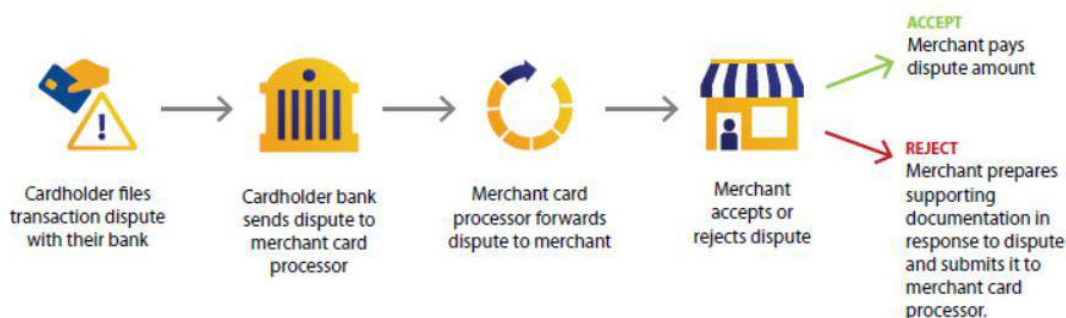 Cardholder files
transaction dispute
with their bank
Cardholder bank
sends dispute to
merchant card
processor
Merchant card
processor forwards
dispute to merchant
Merchant
accepts or
rejects dispute
ACCEPT
Merchant pays
dispute amount
REJECT
Merchant prepares
supporting
documentation in
response to dispute
and submits it to
merchant card
processor.